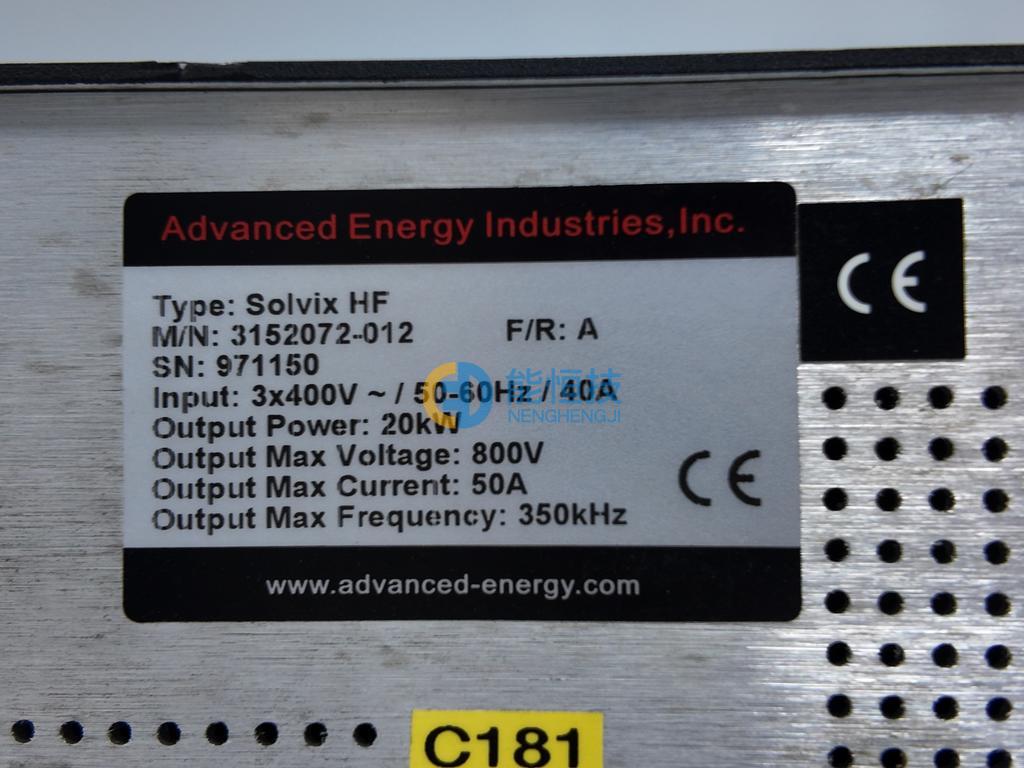 Advanced Energy Industries,Inc.
Type: Solvix HF
M/N: 3152072-012 F/R: A
SN: 971150
Input: 3x400V ~ / 50-60Hz / 40A
Output Power: 20kW
Output Max Voltage: 800V
Output Max Current: 50A
Output Max Frequency: 350kHz
CE
www.advanced-energy.com
CE
能恒技
NENGHENGJI
C181